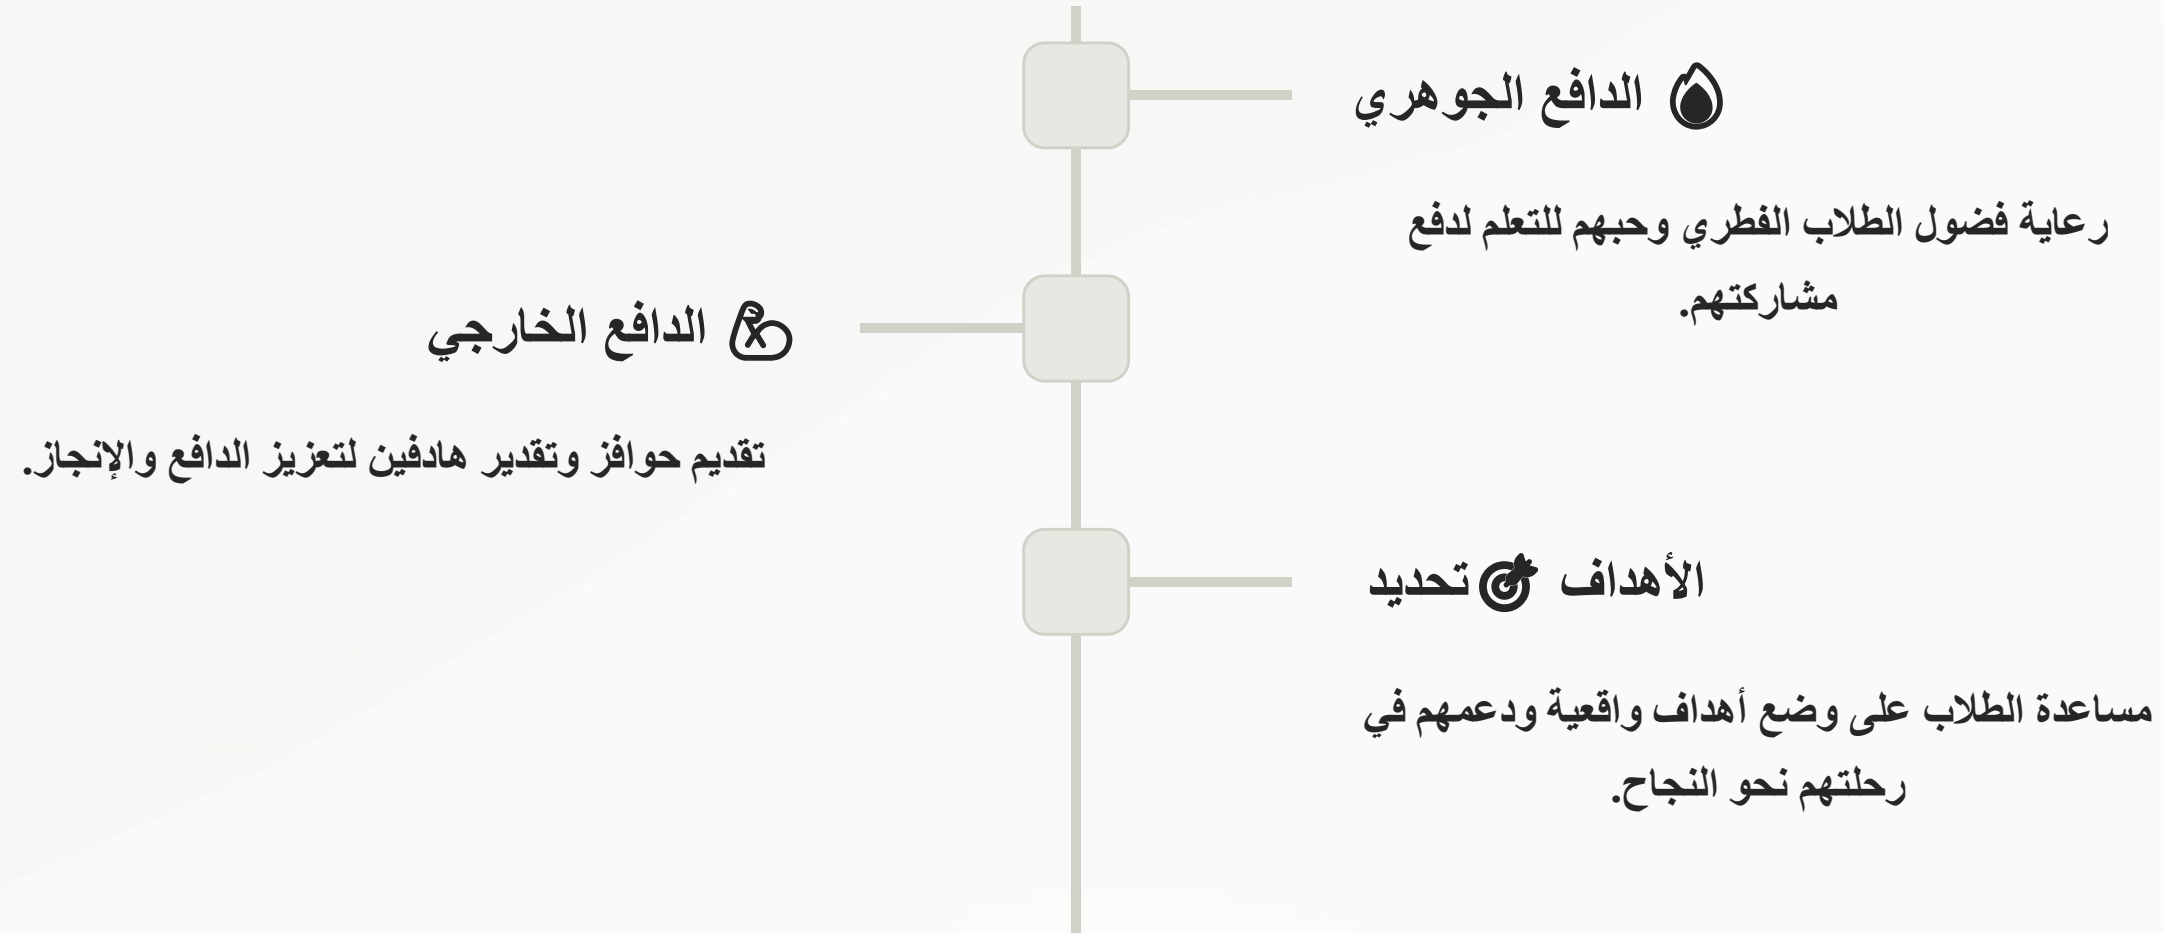 الدافع الجوهري
رعاية فضول الطلاب الفطري وحبهم للتعلم لدفع
مشاركتهم.
الدافع الخارجي
تقديم حوافز وتقدير هادفين لتعزيز الدافع والإنجاز.
الأهداف تحديد
مساعدة الطلاب على وضع أهداف واقعية ودعمهم في
رحلتهم نحو النجاح.